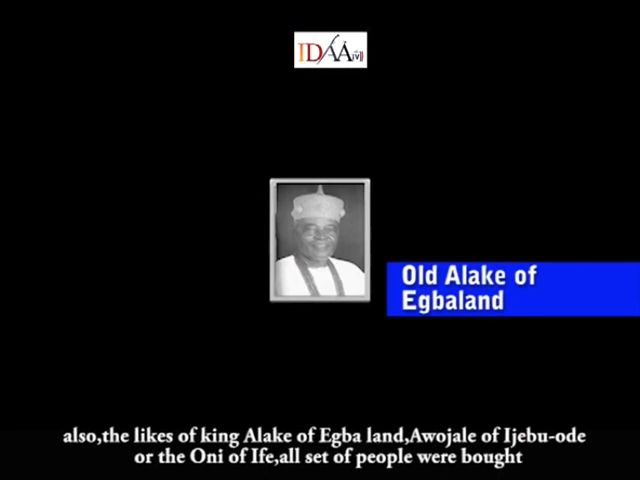 IDAA
Old Alake of
Egbaland
also,the likes of king Alake of Egba land,Awojale of Ijebu-ode
or the Oni of Ife,all set of people were bought